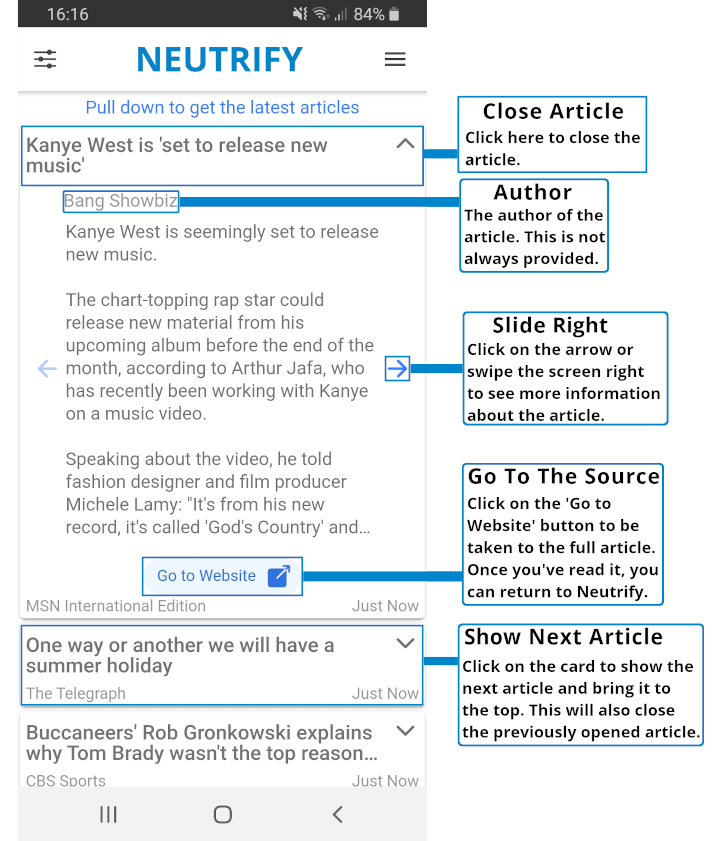 16:16
84%
NEUTRIFY
Pull down to get the latest articles
Kanye West is 'set to release new
music'
Bang Showbiz
Kanye West is seemingly set to release
new music.
The chart-topping rap star could
release new material from his
upcoming album before the end of the
month, according to Arthur Jafa, who
has recently been working with Kanye
on a music video.
Speaking about the video, he told
fashion designer and film producer
Michele Lamy: "It's from his new
record, it's called 'God's Country' and…
Go to Website
MSN International Edition
Just Now
One way or another we will have a
summer holiday
The Telegraph
Just Now
Buccaneers' Rob Gronkowski explains
why Tom Brady wasn't the top reason…
CBS Sports
Just Now
Close Article
Click here to close the
article.
Author
The author of the
article. This is not
always provided.
Slide Right
Click on the arrow or
swipe the screen right
to see more information
about the article.
Go To The Source
Click on the 'Go to
Website' button to be
taken to the full article.
Once you've read it, you
can return to Neutrify.
Show Next Article
Click on the card to show the
next article and bring it to
the top. This will also close
the previously opened article.